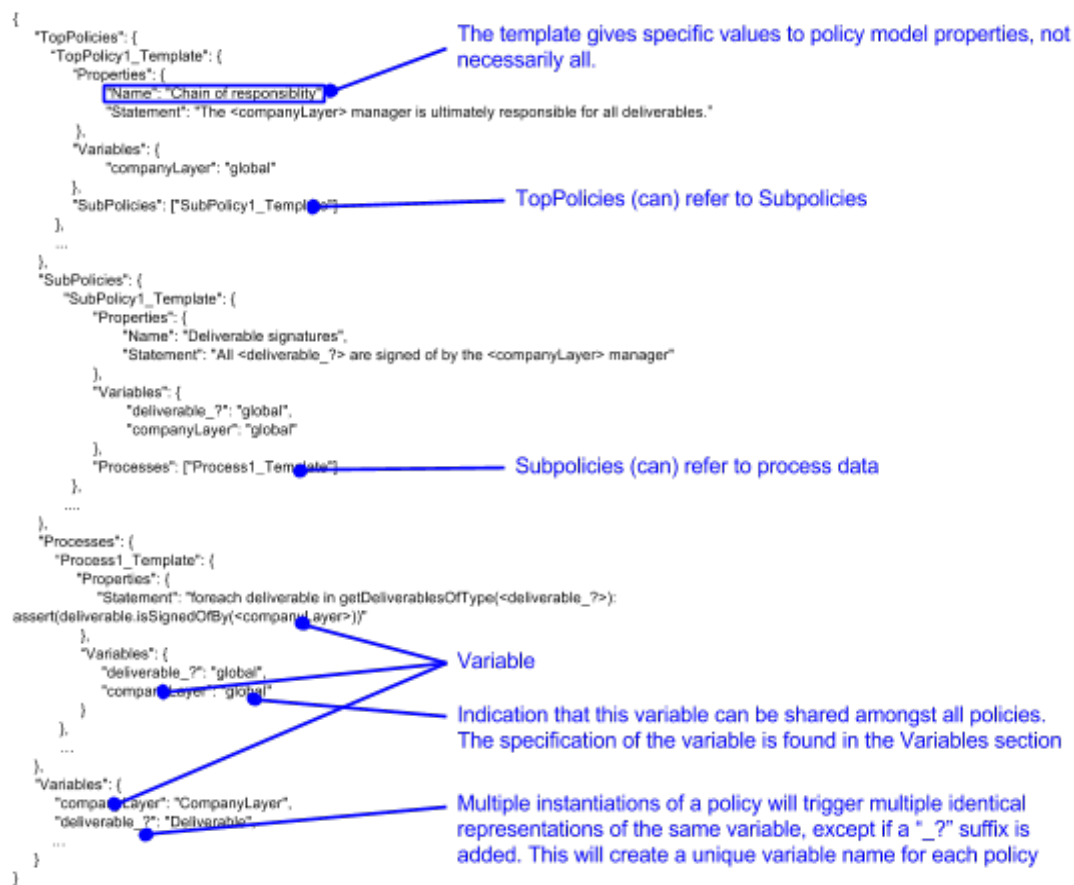 {
"TopPolicies": {
"TopPolicy1_Template": {
"Properties": {
"Name": "Chain of responsiblity"
"Statement": "The <companyLayer> manager is ultimately responsible for all deliverables."
},
"Variables": {
"companyLayer": "global"
},
"SubPolicies": ["SubPolicy1_Template"]
},
...
},
"SubPolicies": {
"SubPolicy1_Template": {
"Properties": {
"Name": "Deliverable signatures",
"Statement": "All <deliverable_?> are signed of by the <companyLayer> manager"
},
"Variables": {
"deliverable_?": "global",
"companyLayer": "global"
},
"Processes": ["Process1_Template"]
},
....
},
"Processes": {
"Process1_Template": {
"Properties": {
"Statement": "foreach deliverable in getDeliverablesOfType(<deliverable_?>):
assert(deliverable.isSignedOfBy(<companyLayer>))"
},
"Variables": {
"deliverable_?": "global",
"companyLayer": "global"
}
},
...
},
"Variables": {
"companyLayer": "CompanyLayer",
"deliverable_?": "Deliverable",
...
}
}
The template gives specific values to policy model properties, not
necessarily all.
TopPolicies (can) refer to Subpolicies
Subpolicies (can) refer to process data
Variable
Indication that this variable can be shared amongst all policies.
The specification of the variable is found in the Variables section
Multiple instantiations of a policy will trigger multiple identical
representations of the same variable, except if a "_?" suffix is
added. This will create a unique variable name for each policy